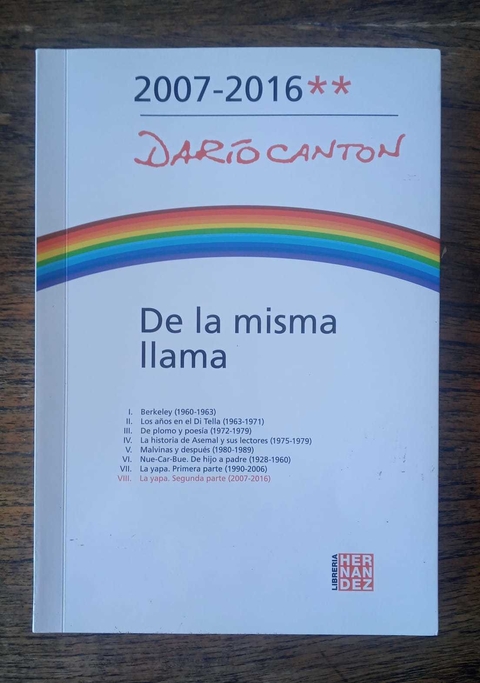 2007-2016**
DARÍO CANTON
De la misma
llama
I. Berkeley (1960-1963)
II. Los años en el Di Tella (1963-1971)
III. De plomo y poesía (1972-1979)
IV. La historia de Asemal y sus lectores (1975-1979)
V. Malvinas y después (1980-1989)
VI. Nue-Car-Bue. De hijo a padre (1928-1960)
VII. La yapa. Primera parte (1990-2006)
VIII. La yapa. Segunda parte (2007-2016)
LIBRERIA
HER
NAN
DEZ